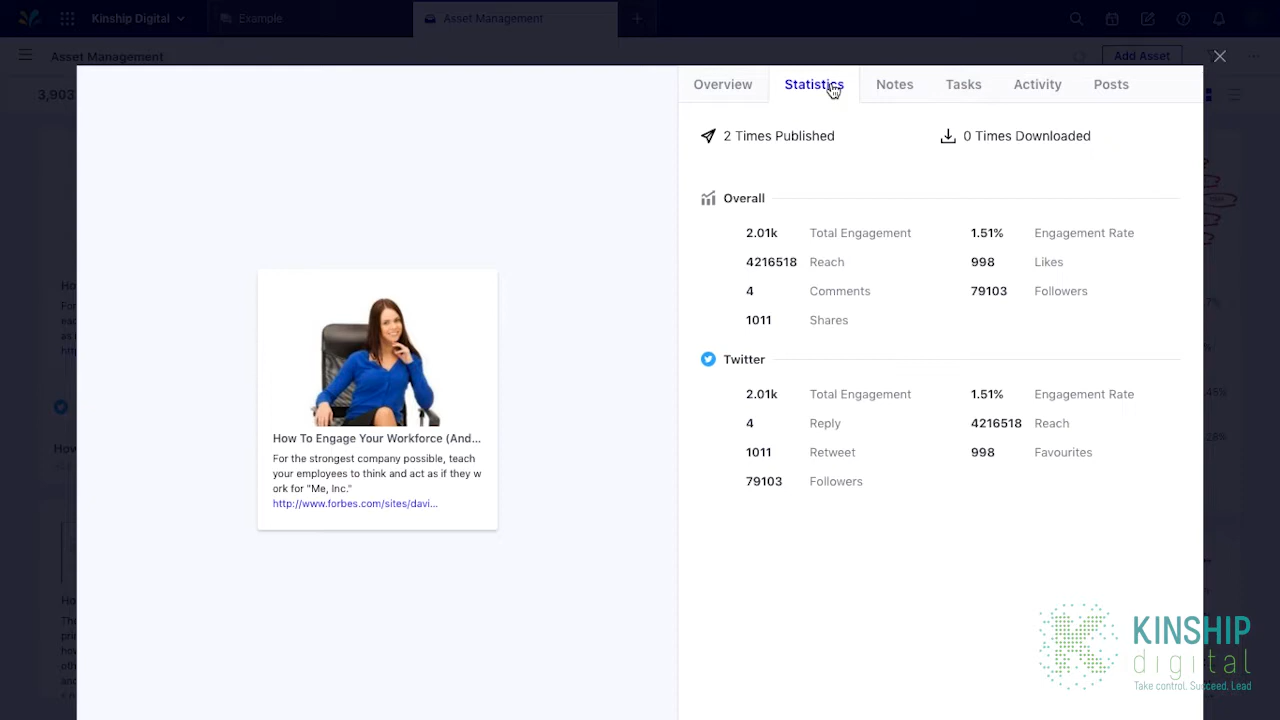 Kinship Digital
Example
Asset Management
Asset Management
Add Asset
3,903
Overview
Statistics
Notes
Tasks
Activity
Posts
2 Times Published
0 Times Downloaded
Overall
2.01k Total Engagement
1.51% Engagement Rate
4216518 Reach
998 Likes
4 Comments
79103 Followers
1011 Shares
Twitter
2.01k Total Engagement
1.51% Engagement Rate
4 Reply
4216518 Reach
1011 Retweet
998 Favourites
79103 Followers
How To Engage Your Workforce (And...
For the strongest company possible, teach
your employees to think and act as if they w
ork for "Me, Inc."
http://www.forbes.com/sites/davi...
KINSHIP
digital
Take control. Succeed. Lead